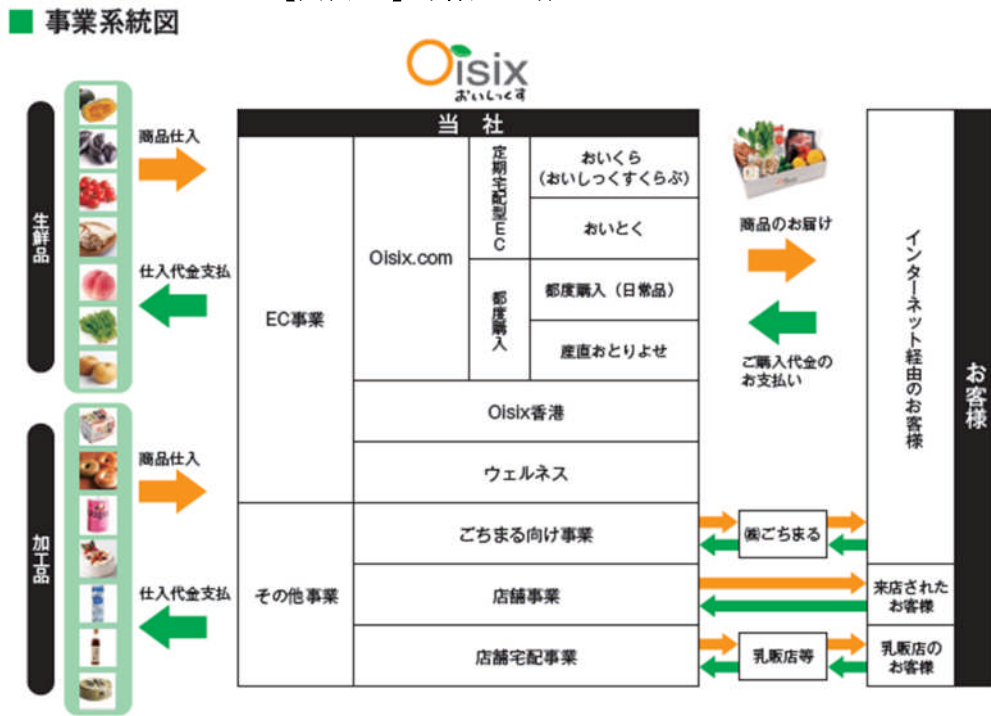 ■ 事業系統図
Oisix
おいしっくす
生鮮品
商品仕入
仕入代金支払
加工品
商品仕入
仕入代金支払
当 社
EC事業
Oisix.com
定期宅配型EC
おいくら
(おいしっくすくらぶ)
おいとく
都度購入
都度購入(日常品)
産直おとりよせ
Oisix香港
ウェルネス
その他事業
ごちまる向け事業
店舗事業
店舗宅配事業
商品のお届け
ご購入代金の
お支払い
㈱ごちまる
乳販店等
インターネット経由のお客様
来店された
お客様
乳販店の
お客様
お客様